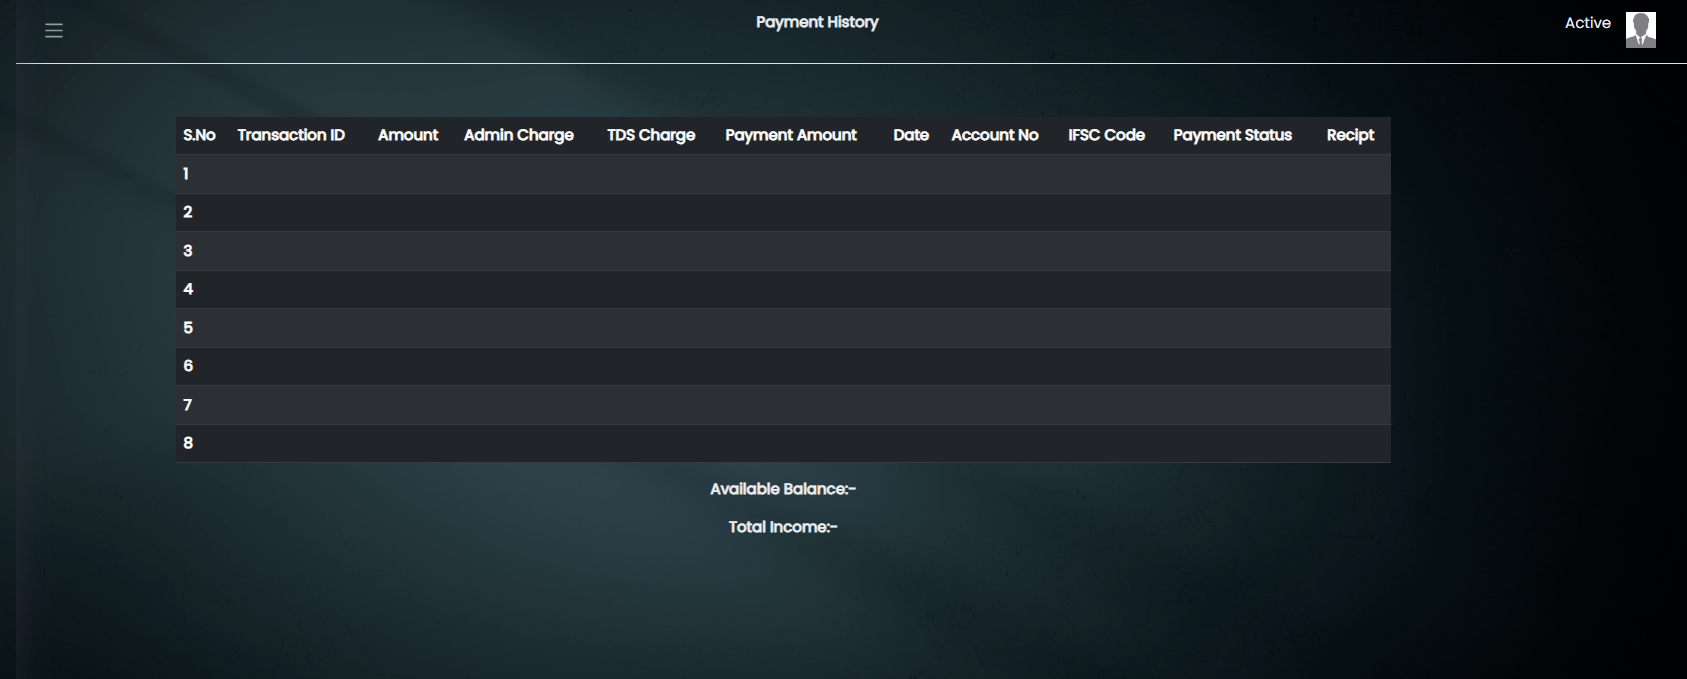 Payment History
Active
S.No Transaction ID Amount Admin Charge TDS Charge Payment Amount Date Account No IFSC Code Payment Status Recipt
1
2
3
4
5
6
7
8
Available Balance:-
Total Income:-